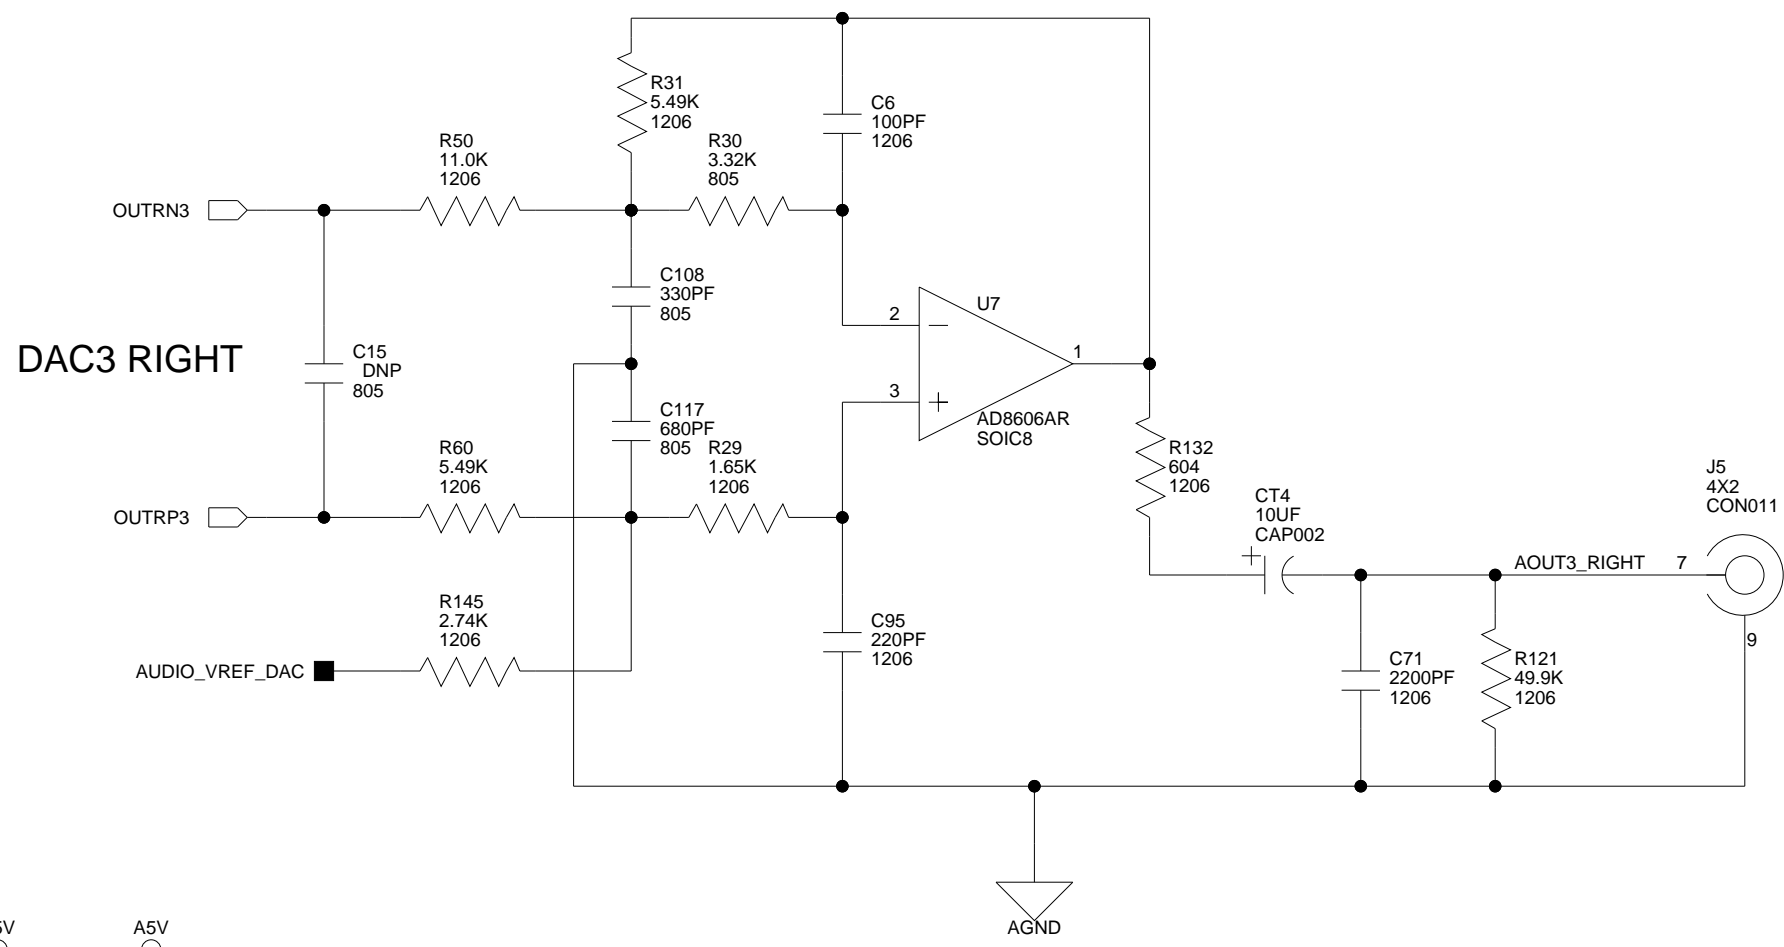 R31
5.49K
1206
C6
100PF
1206
R50
11.0K
1206
R30
3.32K
805
OUTRN3
C108
330PF
805
U7
2
1
3
AD8606AR
SOIC8
DAC3 RIGHT
C15
DNP
805
C117
680PF
805
R29
1.65K
1206
R60
5.49K
1206
OUTRP3
R132
604
1206
CT4
10UF
CAP002
J5
4X2
CON011
AOUT3_RIGHT 7
9
R145
2.74K
1206
AUDIO_VREF_DAC
C95
220PF
1206
C71
2200PF
1206
R121
49.9K
1206
AGND
A5V